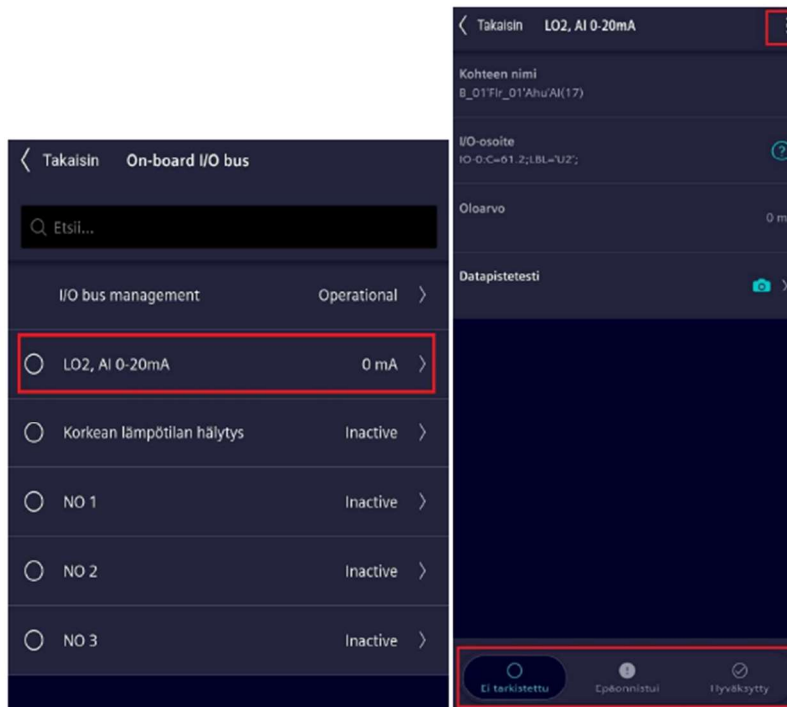 Takaisin On-board I/O bus
Etsii...
I/O bus management Operational
LO2, AI 0-20mA 0 mA
Korkean lämpötilan hälytys Inactive
NO 1 Inactive
NO 2 Inactive
NO 3 Inactive
Takaisin LO2, AI 0-20mA
Kohteen nimi
B_01'Flr_01'Ahu'AI(17)
I/O-osoite
IO-0:C=61.2;LBL='U2';
Oloarvo 0 m
Datapistetesti
Ei tarkistettu Epäonnistui Hyväksytty